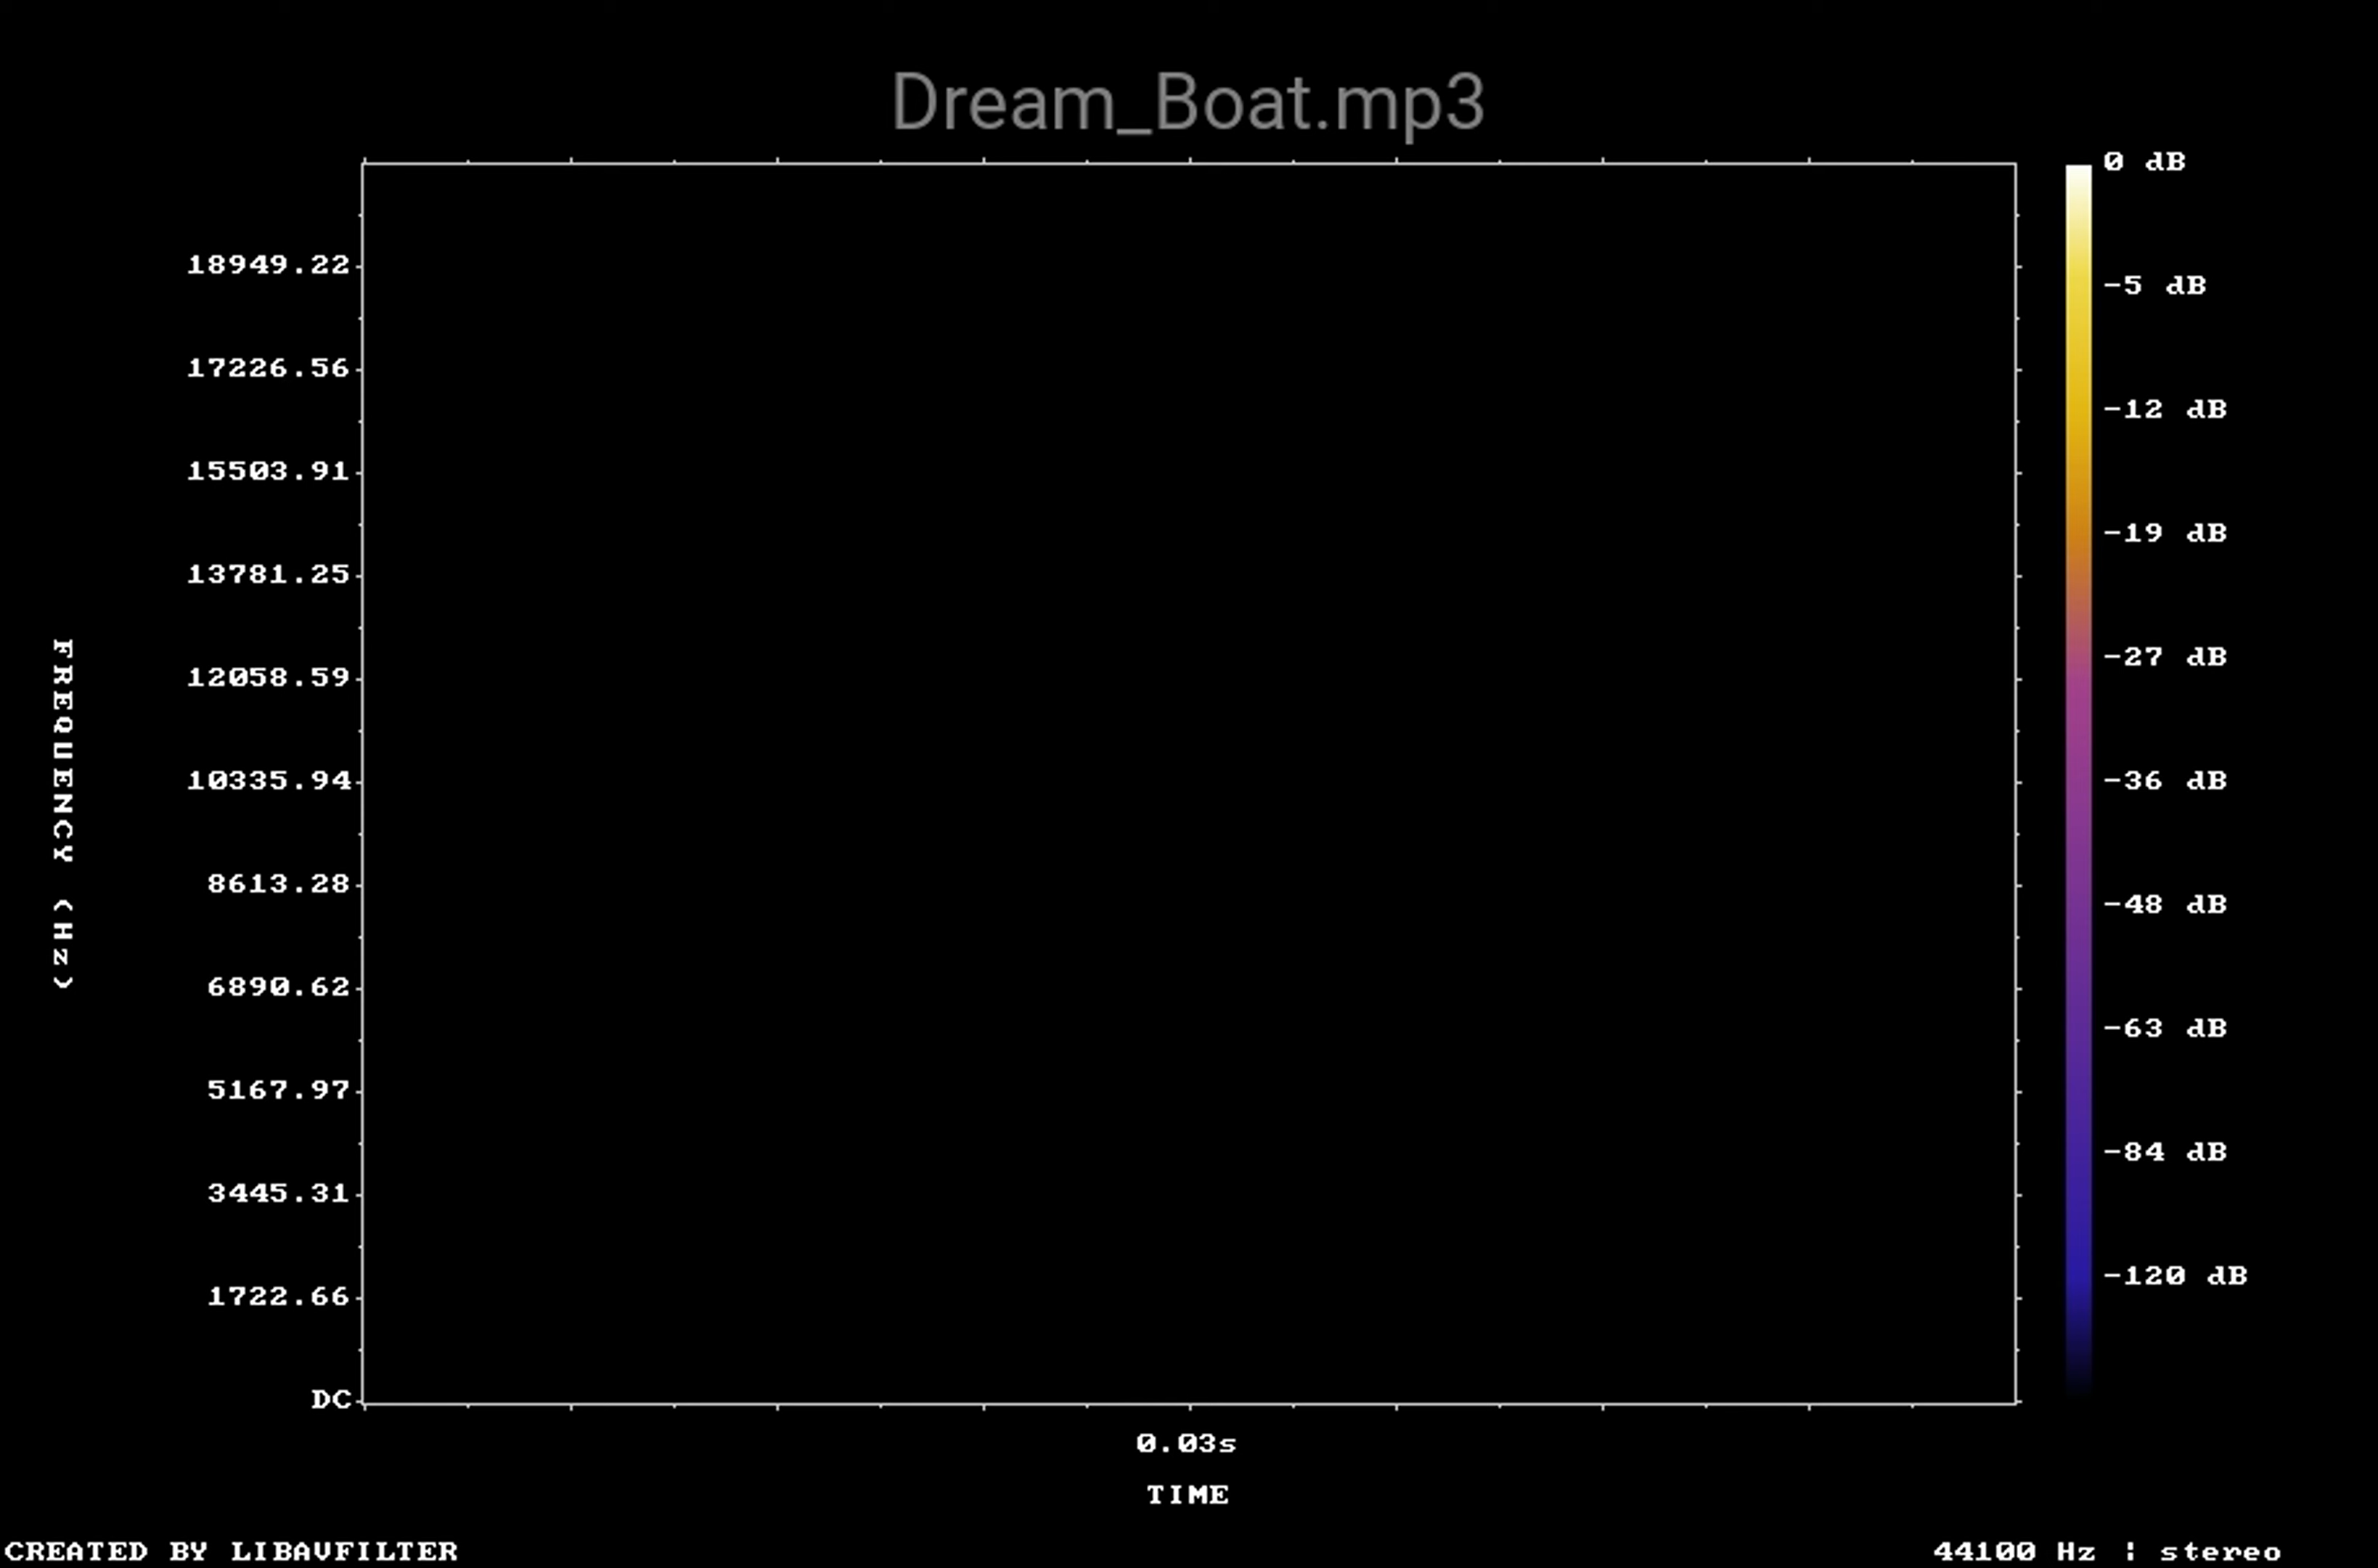 Dream_Boat.mp3
0 dB
-5 dB
-12 dB
-19 dB
-27 dB
-36 dB
-48 dB
-63 dB
-84 dB
-120 dB
18949.22
17226.56
15503.91
13781.25
12058.59
10335.94
8613.28
6890.62
5167.97
3445.31
1722.66
DC
FREQUENCY (Hz)
0.03s
TIME
CREATED BY LIBAVFILTER
44100 Hz | stereo